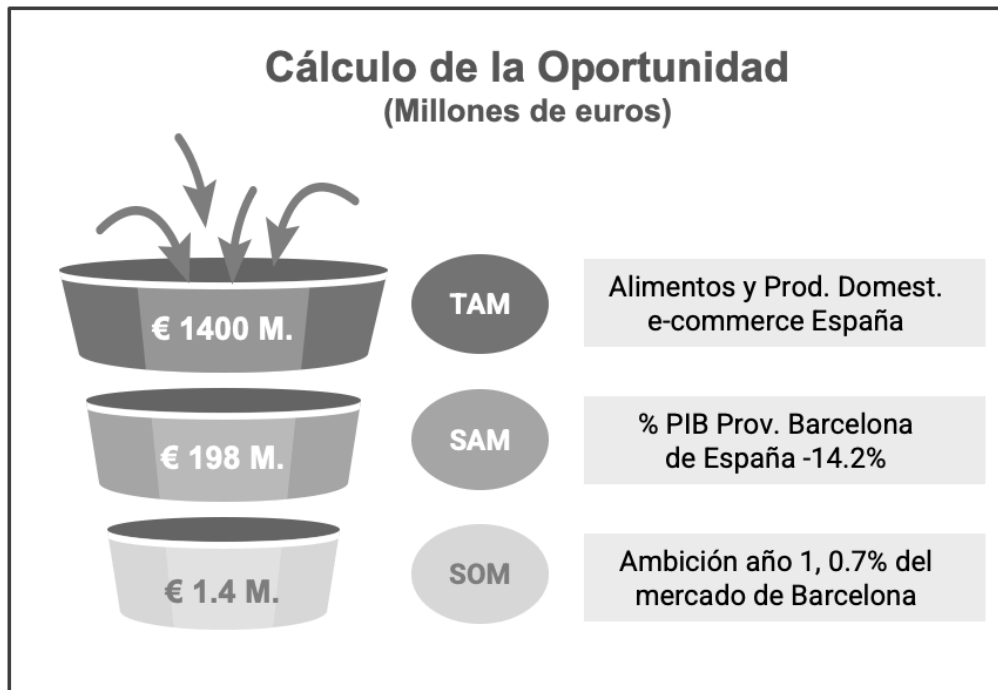 Cálculo de la Oportunidad
(Millones de euros)
€ 1400 M.
TAM
Alimentos y Prod. Domest.
e-commerce España
€ 198 M.
SAM
% PIB Prov. Barcelona
de España -14.2%
€ 1.4 M.
SOM
Ambición año 1, 0.7% del
mercado de Barcelona